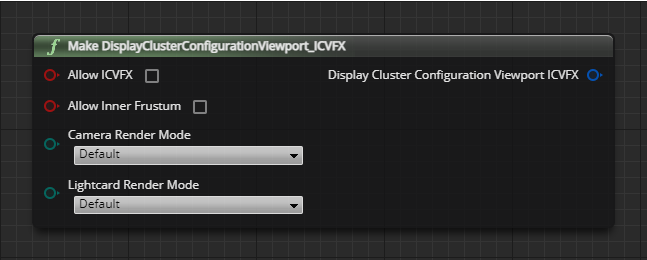 f Make DisplayClusterConfigurationViewport_ICVFX
Allow ICVFX
Display Cluster Configuration Viewport ICVFX
Allow Inner Frustum
Camera Render Mode
Default
Lightcard Render Mode
Default